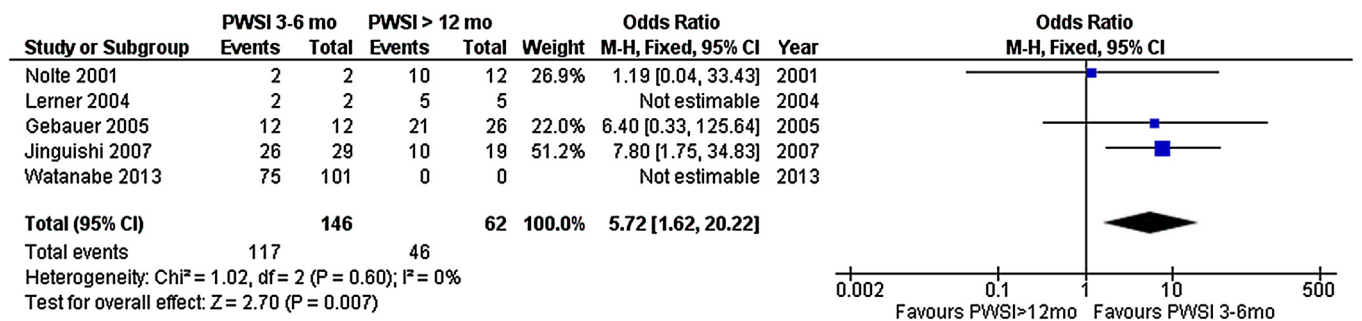 PWSI 3-6 mo PWSI > 12 mo Odds Ratio Odds Ratio
Study or Subgroup Events Total Events Total Weight M-H, Fixed, 95% CI Year M-H, Fixed, 95% CI
Nolte 2001 2 2 10 12 26.9% 1.19 [0.04, 33.43] 2001
Lerner 2004 2 2 5 5 Not estimable 2004
Gebauer 2005 12 12 21 26 22.0% 6.40 [0.33, 125.64] 2005
Jinguishi 2007 26 29 10 19 51.2% 7.80 [1.75, 34.83] 2007
Watanabe 2013 75 101 0 0 Not estimable 2013
Total (95% CI) 146 62 100.0% 5.72 [1.62, 20.22]
Total events 117 46
Heterogeneity: Chi² = 1.02, df = 2 (P = 0.60); I² = 0%
Test for overall effect: Z = 2.70 (P = 0.007)
0.002 0.1 1 10 500
Favours PWSI>12mo Favours PWSI 3-6mo